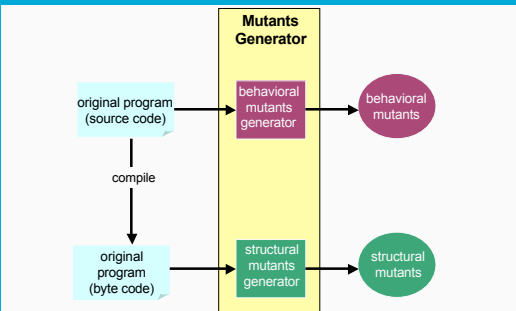 Mutants
Generator
original program
(source code)
behavioral
mutants
generator
behavioral
mutants
compile
original
program
(byte code)
structural
mutants
generator
structural
mutants